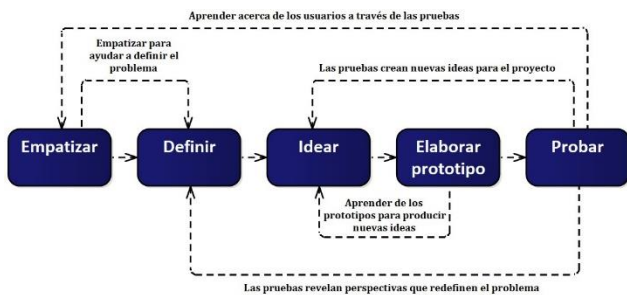 Aprender acerca de los usuarios a través de las pruebas
Empatizar para
ayudar a definir el
problema
Las pruebas crean nuevas ideas para el proyecto
Empatizar
Definir
Idear
Elaborar
prototipo
Probar
Aprender de los
prototipos para producir
nuevas ideas
Las pruebas revelan perspectivas que redefinen el problema